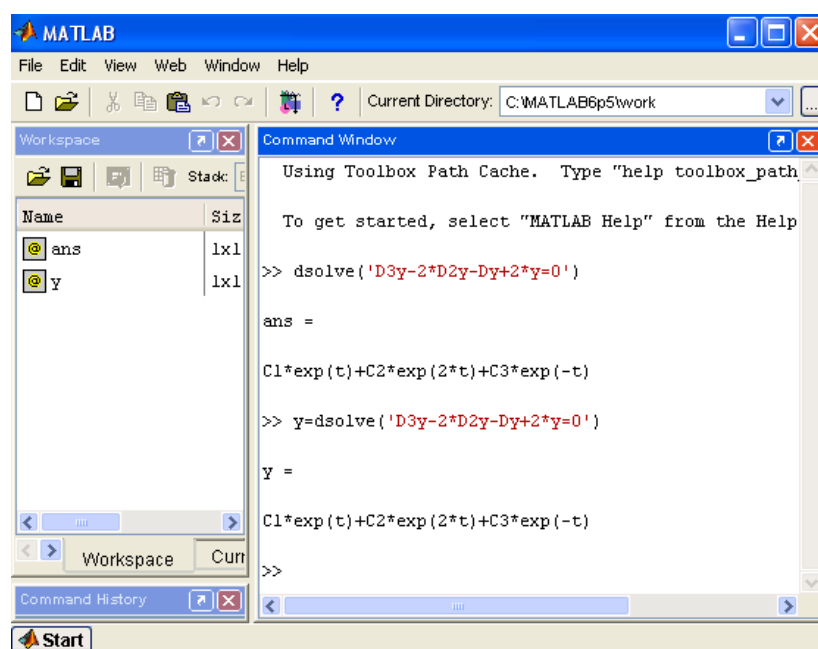 MATLAB
File Edit View Web Window Help
? Current Directory: C:\MATLAB6p5\work ...
Workspace
Stack:
Name Siz
ans 1x1
y 1x1
Workspace Curr
Command History
Command Window
Using Toolbox Path Cache. Type "help toolbox_path_
To get started, select "MATLAB Help" from the Help
>> dsolve('D3y-2*D2y-Dy+2*y=0')
ans =
C1*exp(t)+C2*exp(2*t)+C3*exp(-t)
>> y=dsolve('D3y-2*D2y-Dy+2*y=0')
y =
C1*exp(t)+C2*exp(2*t)+C3*exp(-t)
>>
Start